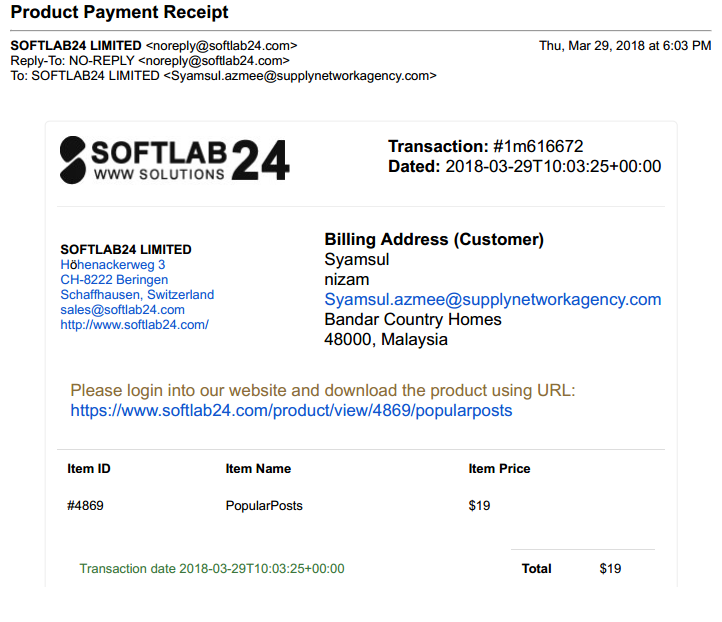 Product Payment Receipt
SOFTLAB24 LIMITED <noreply@softlab24.com> Thu, Mar 29, 2018 at 6:03 PM
Reply-To: NO-REPLY <noreply@softlab24.com>
To: SOFTLAB24 LIMITED <Syamsul.azmee@supplynetworkagency.com>
SOFTLAB 24
WWW SOLUTIONS
Transaction: #1m616672
Dated: 2018-03-29T10:03:25+00:00
SOFTLAB24 LIMITED
Höhenackerweg 3
CH-8222 Beringen
Schaffhausen, Switzerland
sales@softlab24.com
http://www.softlab24.com/
Billing Address (Customer)
Syamsul
nizam
Syamsul.azmee@supplynetworkagency.com
Bandar Country Homes
48000, Malaysia
Please login into our website and download the product using URL:
https://www.softlab24.com/product/view/4869/popularposts
Item ID Item Name Item Price
#4869 PopularPosts $19
Transaction date 2018-03-29T10:03:25+00:00 Total $19